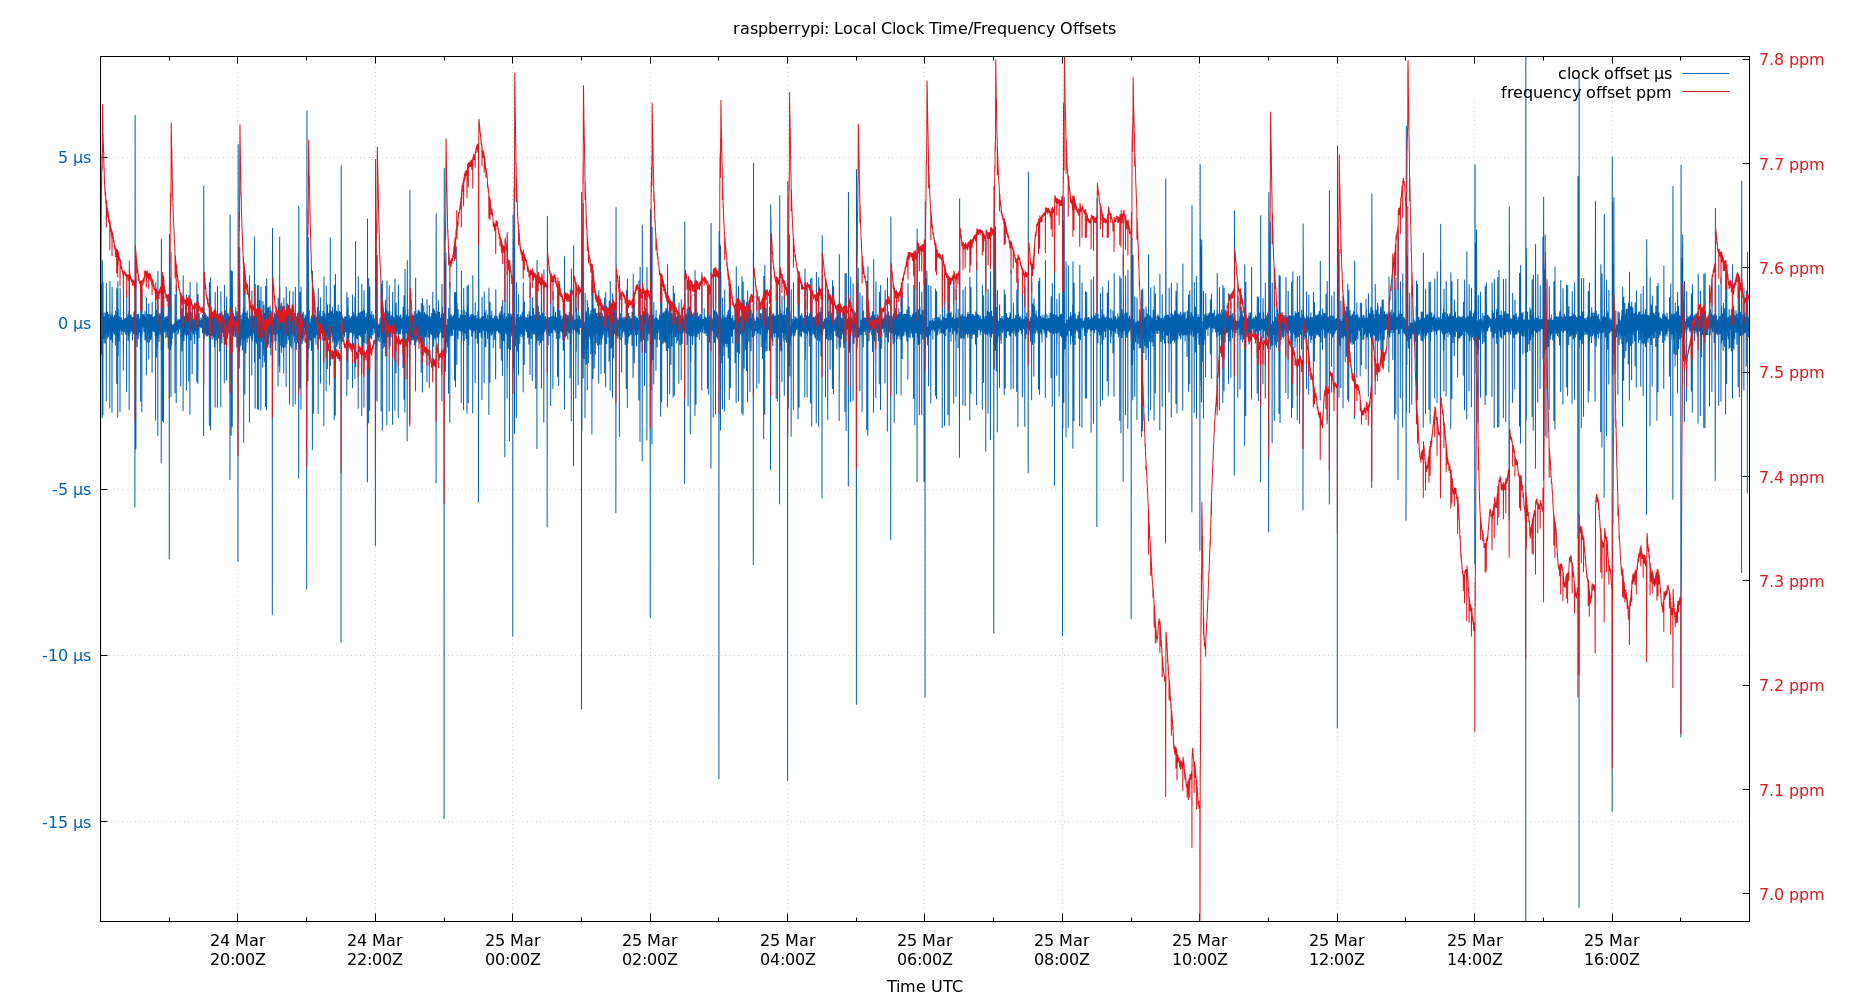 raspberrypi: Local Clock Time/Frequency Offsets
clock offset µs
frequency offset ppm
5 µs
0 µs
-5 µs
-10 µs
-15 µs
7.8 ppm
7.7 ppm
7.6 ppm
7.5 ppm
7.4 ppm
7.3 ppm
7.2 ppm
7.1 ppm
7.0 ppm
24 Mar
20:00Z
24 Mar
22:00Z
25 Mar
00:00Z
25 Mar
02:00Z
25 Mar
04:00Z
25 Mar
06:00Z
25 Mar
08:00Z
25 Mar
10:00Z
25 Mar
12:00Z
25 Mar
14:00Z
25 Mar
16:00Z
Time UTC